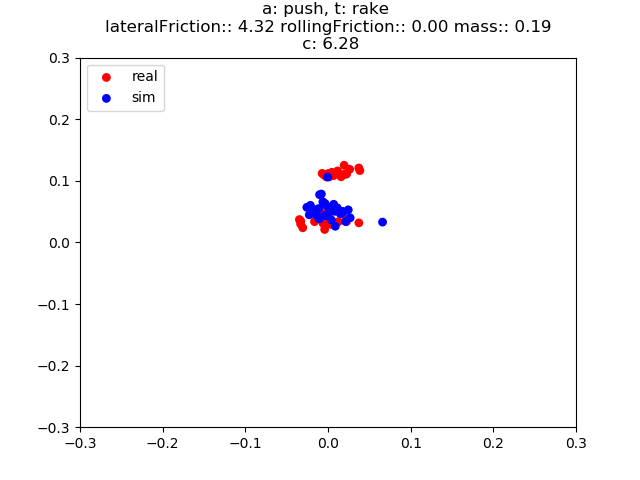 a: push, t: rake
lateralFriction:: 4.32 rollingFriction:: 0.00 mass:: 0.19
c: 6.28
real
sim
0.3
0.2
0.1
0.0
−0.1
−0.2
−0.3
−0.3 −0.2 −0.1 0.0 0.1 0.2 0.3